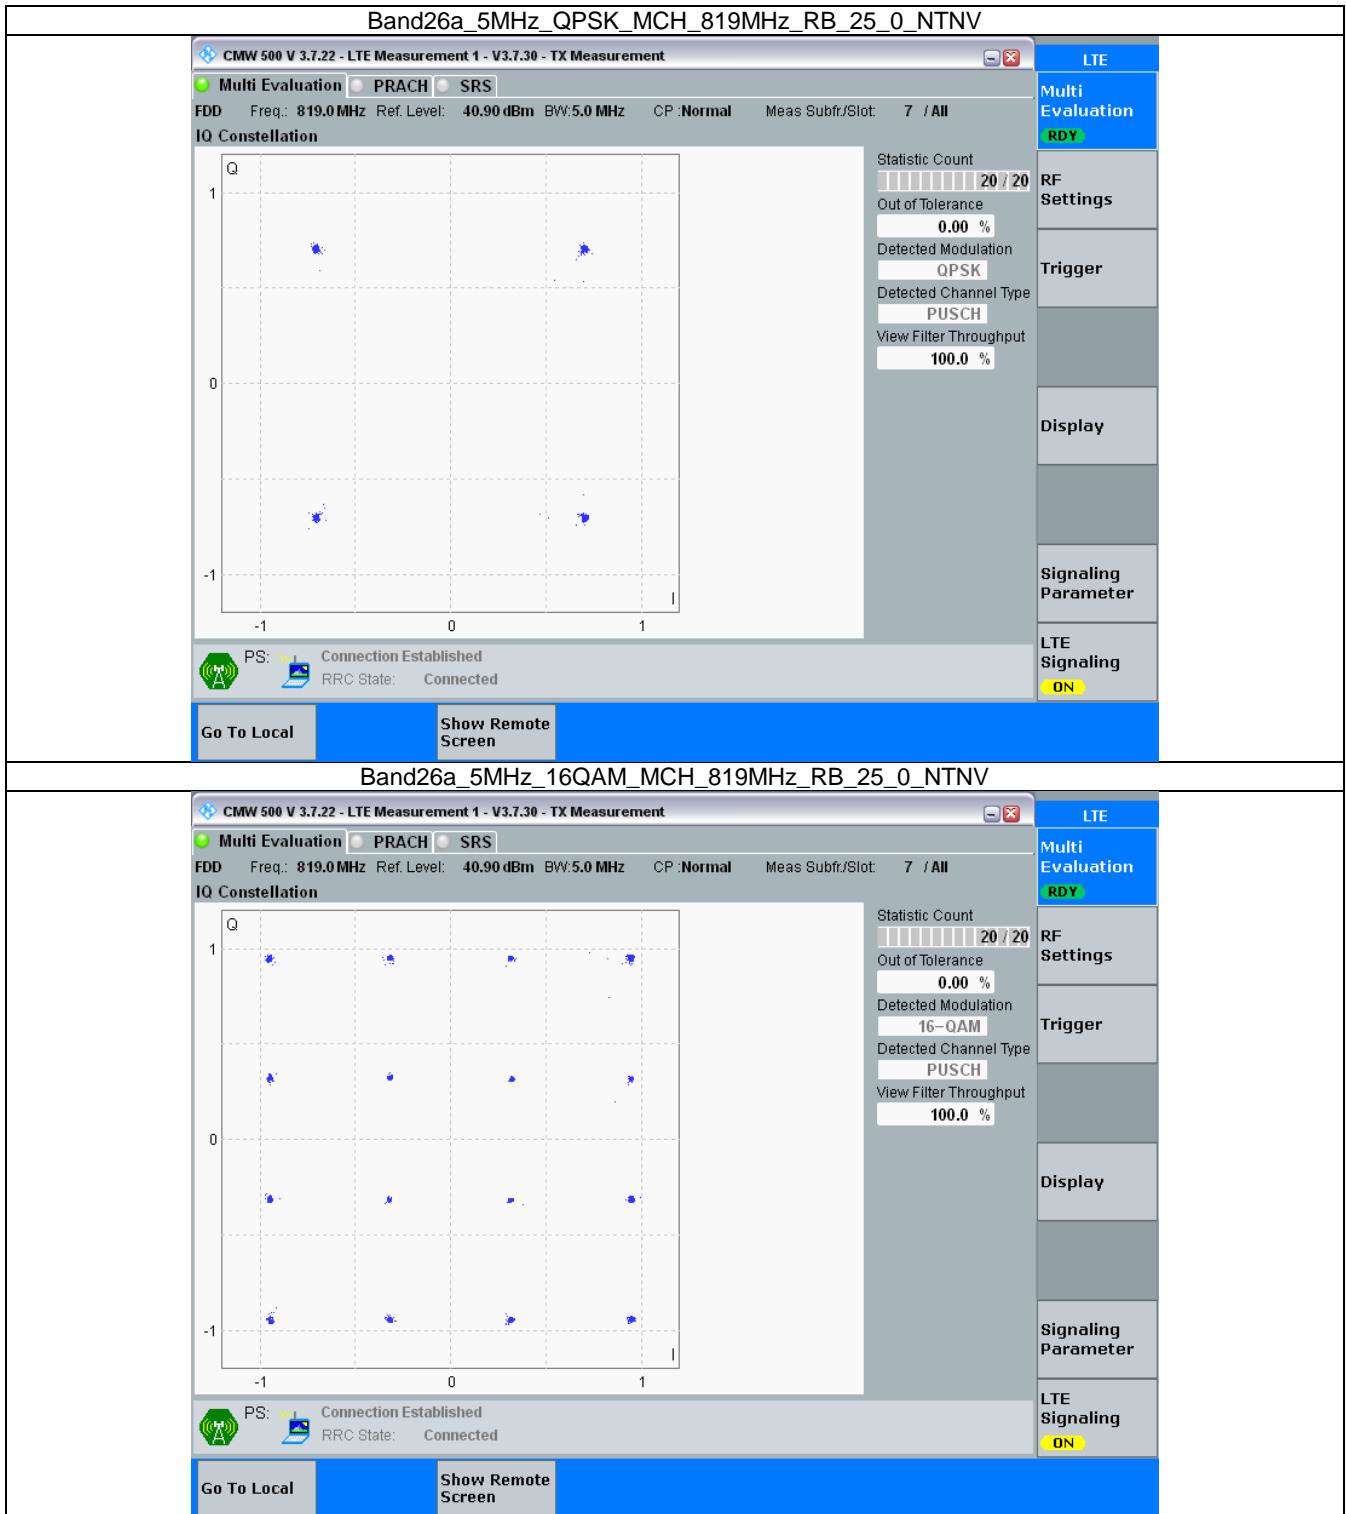 Band26a_5MHz_QPSK_MCH_819MHz_RB_25_0_NTNV
CMW 500 V 3.7.22 - LTE Measurement 1 - V3.7.30 - TX Measurement
LTE
Multi Evaluation PRACH SRS
Multi
Evaluation
RDY
FDD Freq.: 819.0 MHz Ref. Level: 40.90 dBm BW:5.0 MHz CP :Normal Meas Subfr./Slot: 7 / All
IQ Constellation
Q
1
0
-1
I
-1 0 1
Statistic Count
20 / 20
Out of Tolerance
0.00 %
Detected Modulation
QPSK
Detected Channel Type
PUSCH
View Filter Throughput
100.0 %
RF
Settings
Trigger
Display
Signaling
Parameter
LTE
Signaling
ON
PS: Connection Established
RRC State: Connected
Go To Local
Show Remote
Screen
Band26a_5MHz_16QAM_MCH_819MHz_RB_25_0_NTNV
CMW 500 V 3.7.22 - LTE Measurement 1 - V3.7.30 - TX Measurement
LTE
Multi Evaluation PRACH SRS
Multi
Evaluation
RDY
FDD Freq.: 819.0 MHz Ref. Level: 40.90 dBm BW:5.0 MHz CP :Normal Meas Subfr./Slot: 7 / All
IQ Constellation
Q
1
0
-1
I
-1 0 1
Statistic Count
20 / 20
Out of Tolerance
0.00 %
Detected Modulation
16-QAM
Detected Channel Type
PUSCH
View Filter Throughput
100.0 %
RF
Settings
Trigger
Display
Signaling
Parameter
LTE
Signaling
ON
PS: Connection Established
RRC State: Connected
Go To Local
Show Remote
Screen